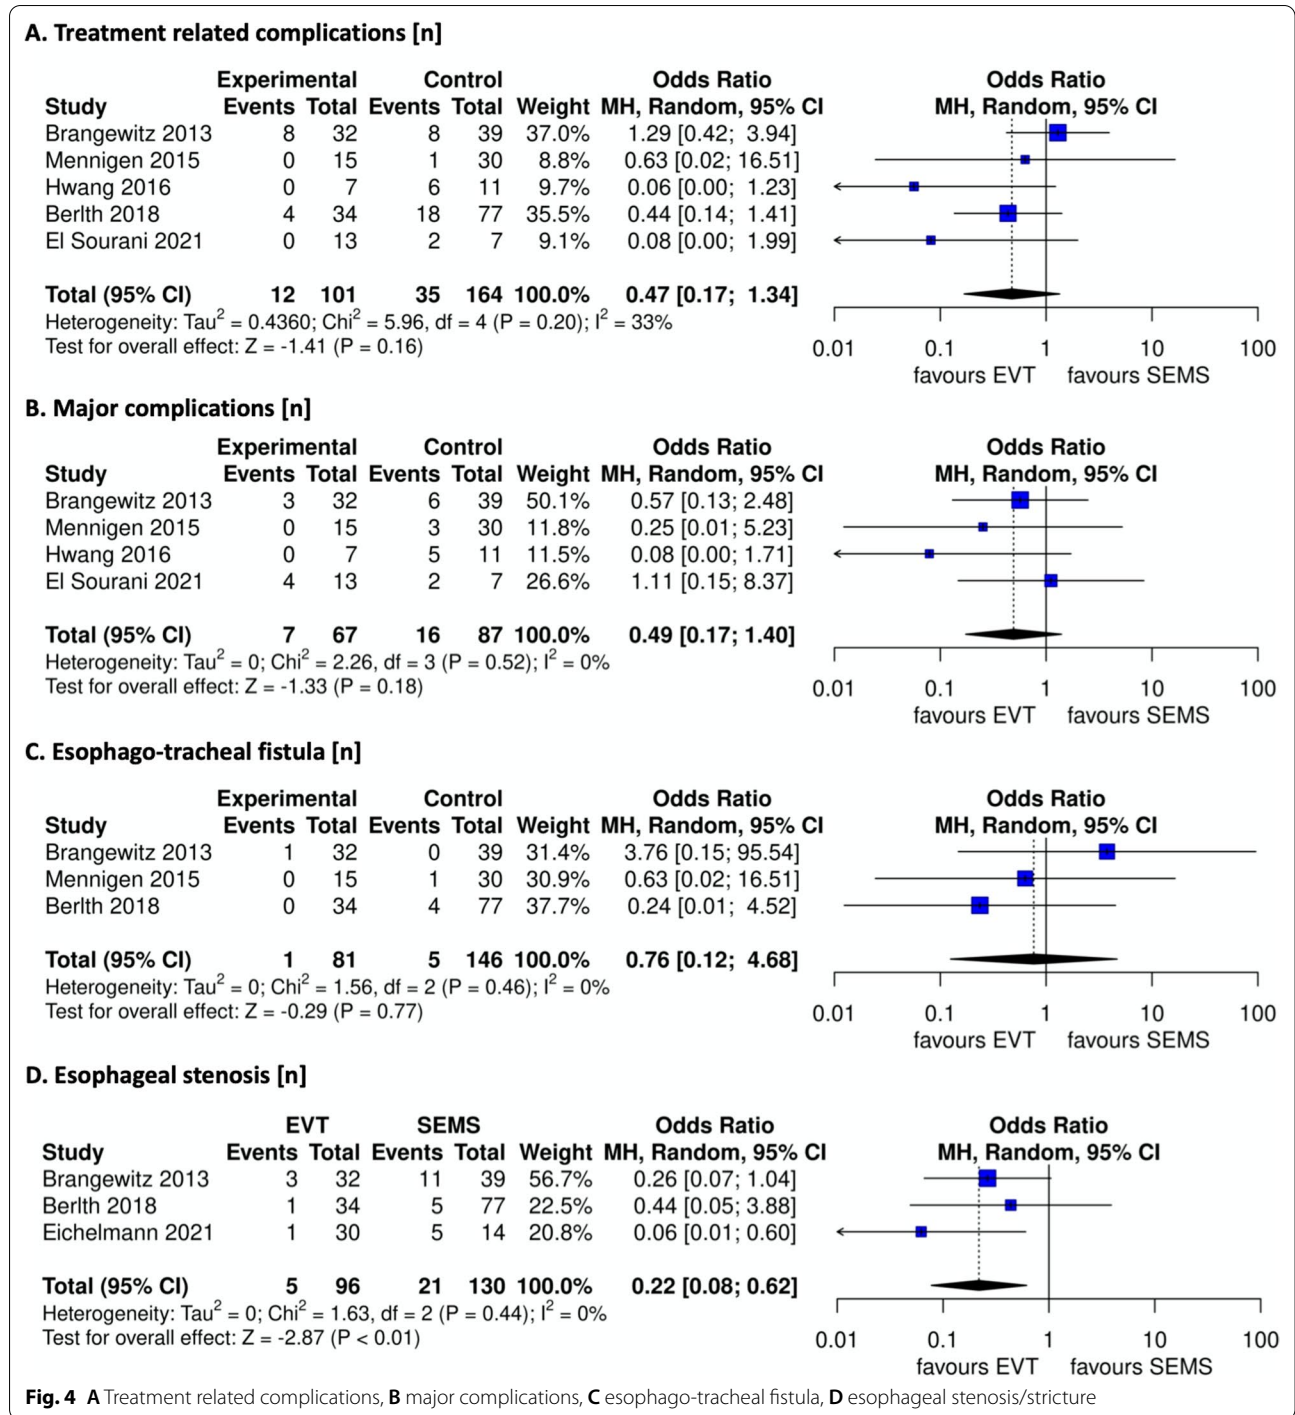 A. Treatment related complications [n]
Experimental Control Odds Ratio Odds Ratio
Study Events Total Events Total Weight MH, Random, 95% CI MH, Random, 95% CI
Brangewitz 2013 8 32 8 39 37.0% 1.29 [0.42; 3.94]
Mennigen 2015 0 15 1 30 8.8% 0.63 [0.02; 16.51]
Hwang 2016 0 7 6 11 9.7% 0.06 [0.00; 1.23]
Berlth 2018 4 34 18 77 35.5% 0.44 [0.14; 1.41]
El Sourani 2021 0 13 2 7 9.1% 0.08 [0.00; 1.99]
Total (95% CI) 12 101 35 164 100.0% 0.47 [0.17; 1.34]
Heterogeneity: Tau² = 0.4360; Chi² = 5.96, df = 4 (P = 0.20); I² = 33%
Test for overall effect: Z = -1.41 (P = 0.16)
0.01 0.1 1 10 100
favours EVT favours SEMS
B. Major complications [n]
Experimental Control Odds Ratio Odds Ratio
Study Events Total Events Total Weight MH, Random, 95% CI MH, Random, 95% CI
Brangewitz 2013 3 32 6 39 50.1% 0.57 [0.13; 2.48]
Mennigen 2015 0 15 3 30 11.8% 0.25 [0.01; 5.23]
Hwang 2016 0 7 5 11 11.5% 0.08 [0.00; 1.71]
El Sourani 2021 4 13 2 7 26.6% 1.11 [0.15; 8.37]
Total (95% CI) 7 67 16 87 100.0% 0.49 [0.17; 1.40]
Heterogeneity: Tau² = 0; Chi² = 2.26, df = 3 (P = 0.52); I² = 0%
Test for overall effect: Z = -1.33 (P = 0.18)
0.01 0.1 1 10 100
favours EVT favours SEMS
C. Esophago-tracheal fistula [n]
Experimental Control Odds Ratio Odds Ratio
Study Events Total Events Total Weight MH, Random, 95% CI MH, Random, 95% CI
Brangewitz 2013 1 32 0 39 31.4% 3.76 [0.15; 95.54]
Mennigen 2015 0 15 1 30 30.9% 0.63 [0.02; 16.51]
Berlth 2018 0 34 4 77 37.7% 0.24 [0.01; 4.52]
Total (95% CI) 1 81 5 146 100.0% 0.76 [0.12; 4.68]
Heterogeneity: Tau² = 0; Chi² = 1.56, df = 2 (P = 0.46); I² = 0%
Test for overall effect: Z = -0.29 (P = 0.77)
0.01 0.1 1 10 100
favours EVT favours SEMS
D. Esophageal stenosis [n]
EVT SEMS Odds Ratio Odds Ratio
Study Events Total Events Total Weight MH, Random, 95% CI MH, Random, 95% CI
Brangewitz 2013 3 32 11 39 56.7% 0.26 [0.07; 1.04]
Berlth 2018 1 34 5 77 22.5% 0.44 [0.05; 3.88]
Eichelmann 2021 1 30 5 14 20.8% 0.06 [0.01; 0.60]
Total (95% CI) 5 96 21 130 100.0% 0.22 [0.08; 0.62]
Heterogeneity: Tau² = 0; Chi² = 1.63, df = 2 (P = 0.44); I² = 0%
Test for overall effect: Z = -2.87 (P < 0.01)
0.01 0.1 1 10 100
favours EVT favours SEMS
Fig. 4 A Treatment related complications, B major complications, C esophago-tracheal fistula, D esophageal stenosis/stricture